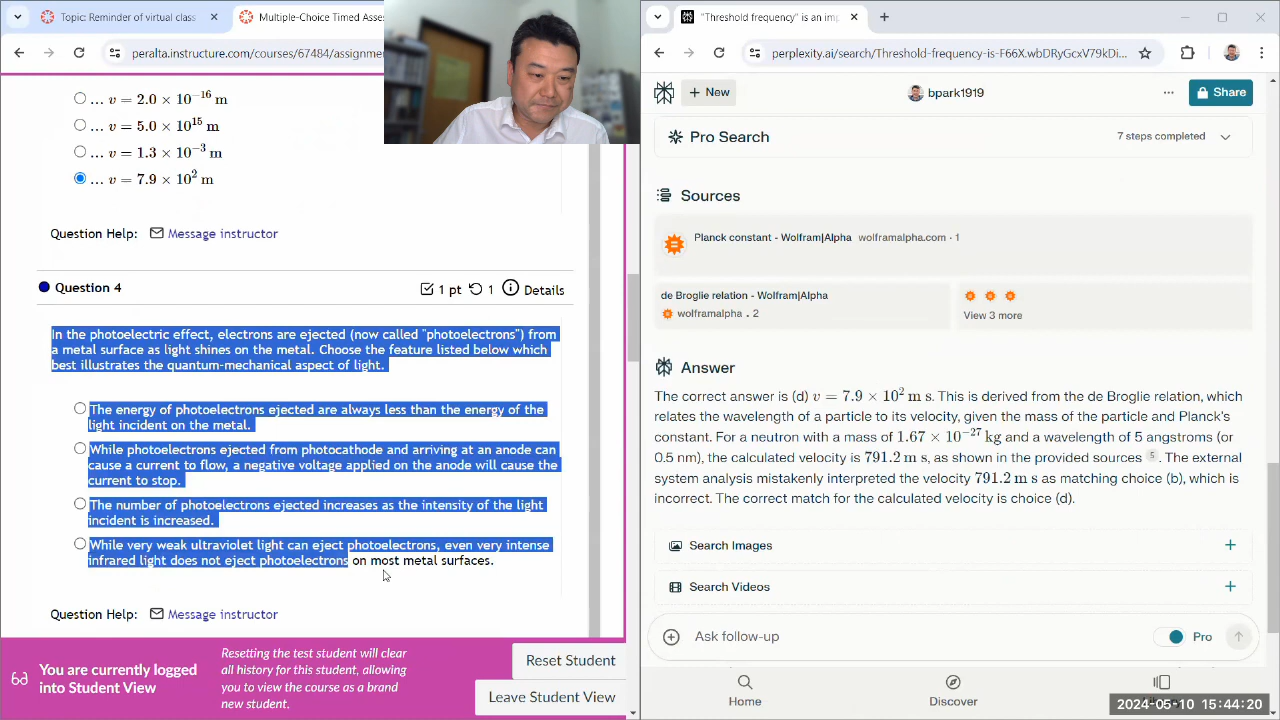 Topic: Reminder of virtual class
Multiple-Choice Timed Asse
peralta.instructure.com/courses/67484/assignme
... v = 2.0 × 10⁻¹⁶ m
... v = 5.0 × 10¹⁵ m
... v = 1.3 × 10⁻³ m
... v = 7.9 × 10² m
Question Help: Message instructor
Question 4
1 pt 1 Details
In the photoelectric effect, electrons are ejected (now called "photoelectrons") from
a metal surface as light shines on the metal. Choose the feature listed below which
best illustrates the quantum-mechanical aspect of light.
The energy of photoelectrons ejected are always less than the energy of the
light incident on the metal.
While photoelectrons ejected from photocathode and arriving at an anode can
cause a current to flow, a negative voltage applied on the anode will cause the
current to stop.
The number of photoelectrons ejected increases as the intensity of the light
incident is increased.
While very weak ultraviolet light can eject photoelectrons, even very intense
infrared light does not eject photoelectrons on most metal surfaces.
Question Help: Message instructor
You are currently logged
into Student View
Resetting the test student will clear
all history for this student, allowing
you to view the course as a brand
new student.
Reset Student
Leave Student View
"Threshold frequency" is an imp
perplexity.ai/search/Threshold-frequency-is-F66X.wbDRyGcxV79kDi...
New
bpark1919
Share
Pro Search
7 steps completed
Sources
Planck constant - Wolfram|Alpha wolframalpha.com · 1
de Broglie relation - Wolfram|Alpha
wolframalpha . 2
View 3 more
Answer
The correct answer is (d) v = 7.9 × 10² m s. This is derived from the de Broglie relation, which
relates the wavelength of a particle to its velocity, given the mass of the particle and Planck's
constant. For a neutron with a mass of 1.67 × 10⁻²⁷ kg and a wavelength of 5 angstroms (or
0.5 nm), the calculated velocity is 791.2 m s, as shown in the provided sources 5 . The external
system analysis mistakenly interpreted the velocity 791.2 m s as matching choice (b), which is
incorrect. The correct match for the calculated velocity is choice (d).
Search Images
Search Videos
Ask follow-up
Pro
Home
Discover
2024-05-10 15:44:20